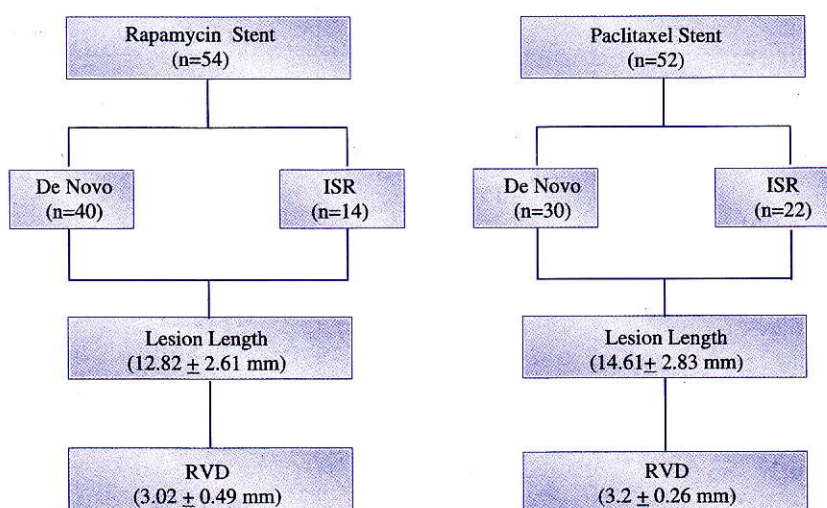 Rapamycin Stent
(n=54)
De Novo
(n=40)
ISR
(n=14)
Lesion Length
(12.82 ± 2.61 mm)
RVD
(3.02 ± 0.49 mm)
Paclitaxel Stent
(n=52)
De Novo
(n=30)
ISR
(n=22)
Lesion Length
(14.61± 2.83 mm)
RVD
(3.2 ± 0.26 mm)